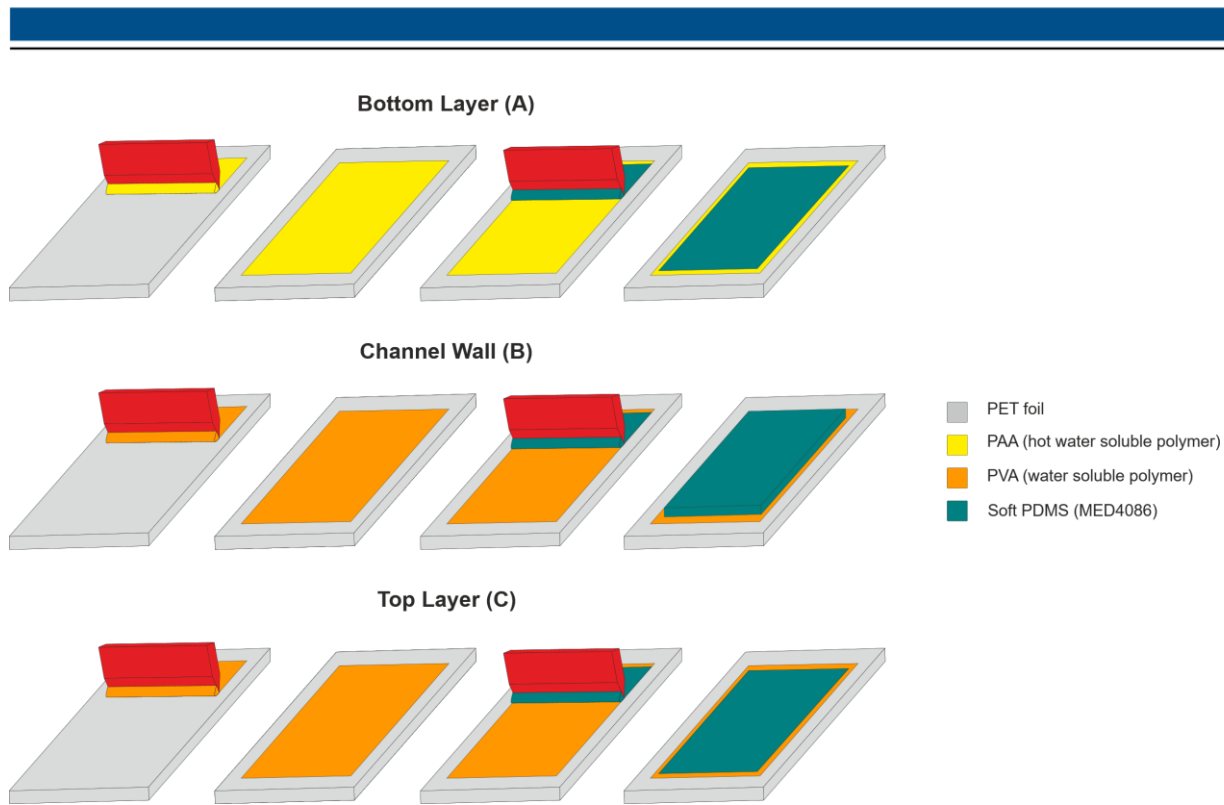 Bottom Layer (A)
Channel Wall (B)
PET foil
PAA (hot water soluble polymer)
PVA (water soluble polymer)
Soft PDMS (MED4086)
Top Layer (C)